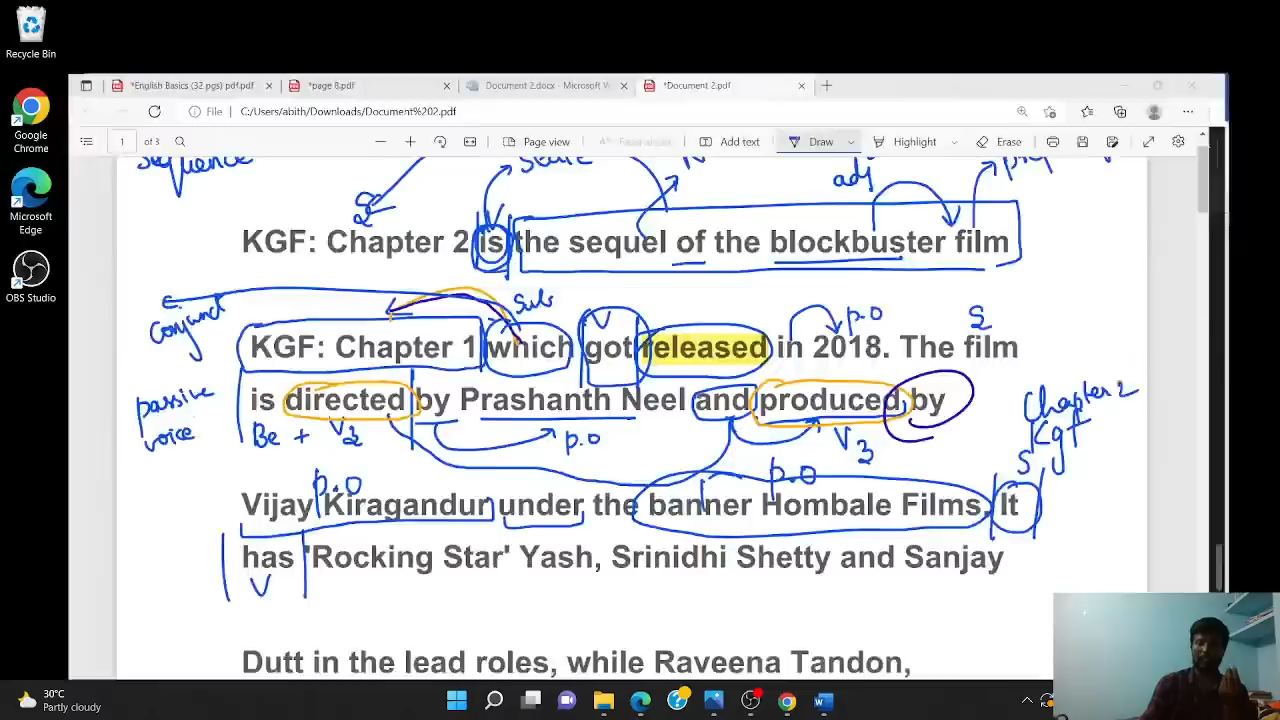 Recycle Bin
Google Chrome
Microsoft Edge
OBS Studio
*English Basics (32 pgs) pdf.pdf
*page 8.pdf
Document 2.docx - Microsoft W
*Document 2.pdf
File
C:/Users/abith/Downloads/Document%202.pdf
1 of 3
Page view
Add text
Draw
Highlight
Erase
sequence
state
adj
prep
V
KGF: Chapter 2 is the sequel of the blockbuster film
conjunct
Sub
V
p.o
S
KGF: Chapter 1 which got released in 2018. The film
passive voice
is directed by Prashanth Neel and produced by
Chapter 2
Kgf
S
Be + V3
p.o
V3
p.o
p.o
Vijay Kiragandur under the banner Hombale Films. It
has 'Rocking Star' Yash, Srinidhi Shetty and Sanjay
V
Dutt in the lead roles, while Raveena Tandon,
30°C
Partly cloudy